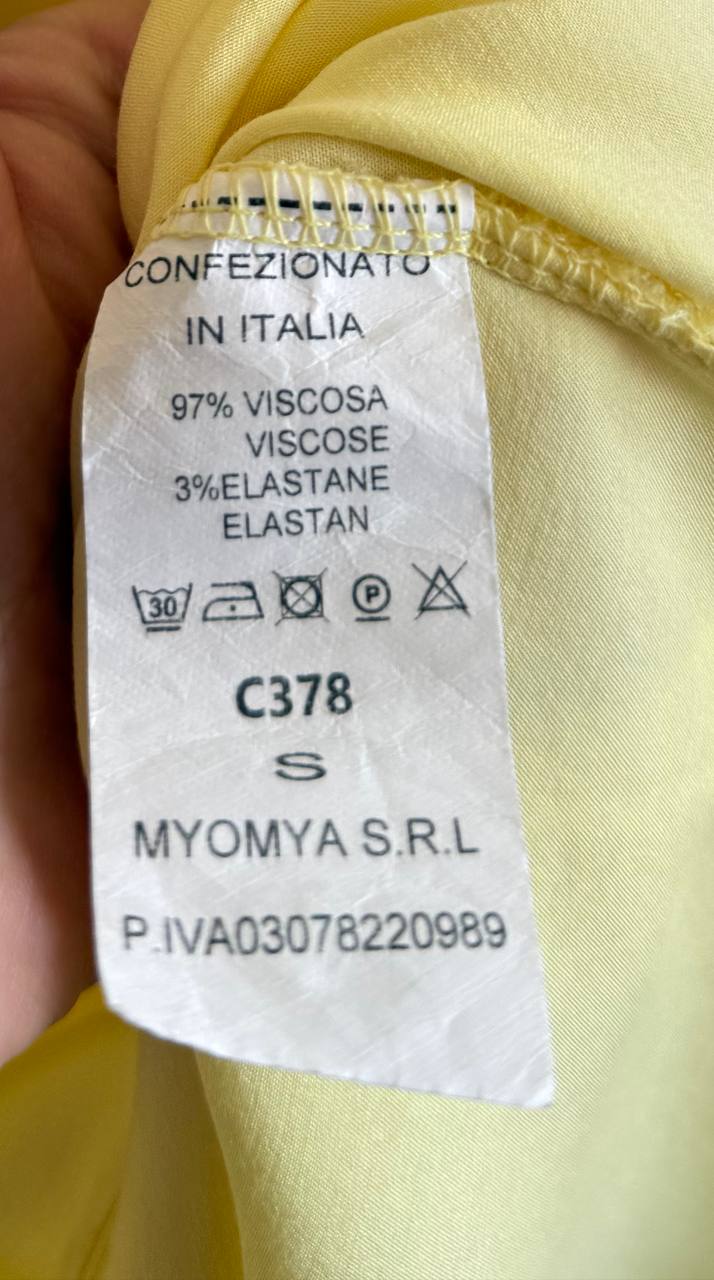 CONFEZIONATO
IN ITALIA
97% VISCOSA
VISCOSE
3%ELASTANE
ELASTAN
30 P
C378
S
MYOMYA S.R.L
P.IVA03078220989